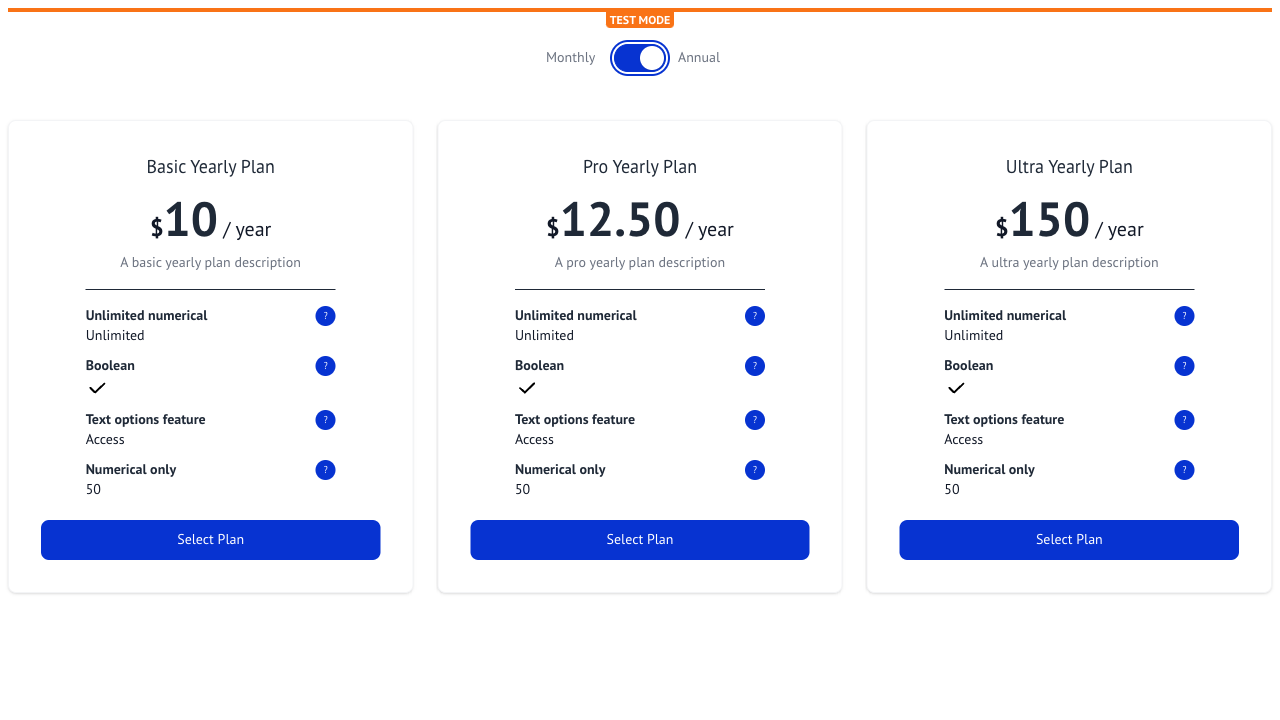 TEST MODE
Monthly Annual
Basic Yearly Plan
$10 / year
A basic yearly plan description
Unlimited numerical ?
Unlimited
Boolean ?
Text options feature ?
Access
Numerical only ?
50
Select Plan
Pro Yearly Plan
$12.50 / year
A pro yearly plan description
Unlimited numerical ?
Unlimited
Boolean ?
Text options feature ?
Access
Numerical only ?
50
Select Plan
Ultra Yearly Plan
$150 / year
A ultra yearly plan description
Unlimited numerical ?
Unlimited
Boolean ?
Text options feature ?
Access
Numerical only ?
50
Select Plan